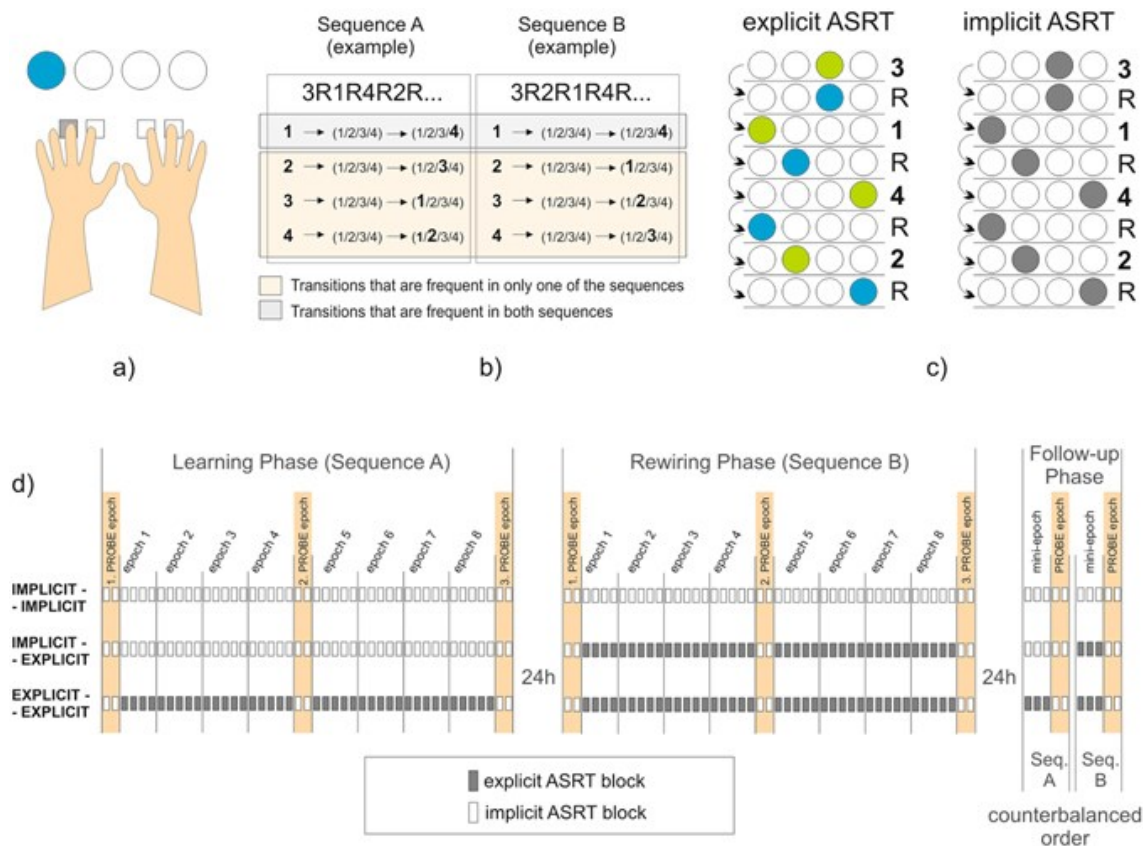 Sequence A
(example)
Sequence B
(example)
3R1R4R2R...
3R2R1R4R...
1 → (1/2/3/4) → (1/2/3/4)
1 → (1/2/3/4) → (1/2/3/4)
2 → (1/2/3/4) → (1/2/3/4)
2 → (1/2/3/4) → (1/2/3/4)
3 → (1/2/3/4) → (1/2/3/4)
3 → (1/2/3/4) → (1/2/3/4)
4 → (1/2/3/4) → (1/2/3/4)
4 → (1/2/3/4) → (1/2/3/4)
Transitions that are frequent in only one of the sequences
Transitions that are frequent in both sequences
explicit ASRT
3
R
1
R
4
R
2
R
implicit ASRT
3
R
1
R
4
R
2
R
a)
b)
c)
d)
Learning Phase (Sequence A)
1. PROBE epoch
epoch 1
epoch 2
epoch 3
epoch 4
2. PROBE epoch
epoch 5
epoch 6
epoch 7
epoch 8
3. PROBE epoch
Rewiring Phase (Sequence B)
1. PROBE epoch
epoch 1
epoch 2
epoch 3
epoch 4
2. PROBE epoch
epoch 5
epoch 6
epoch 7
epoch 8
3. PROBE epoch
Follow-up
Phase
mini-epoch
PROBE epoch
mini-epoch
PROBE epoch
IMPLICIT -
- IMPLICIT
IMPLICIT -
- EXPLICIT
EXPLICIT -
- EXPLICIT
24h
24h
Seq.
A
Seq.
B
counterbalanced
order
explicit ASRT block
implicit ASRT block